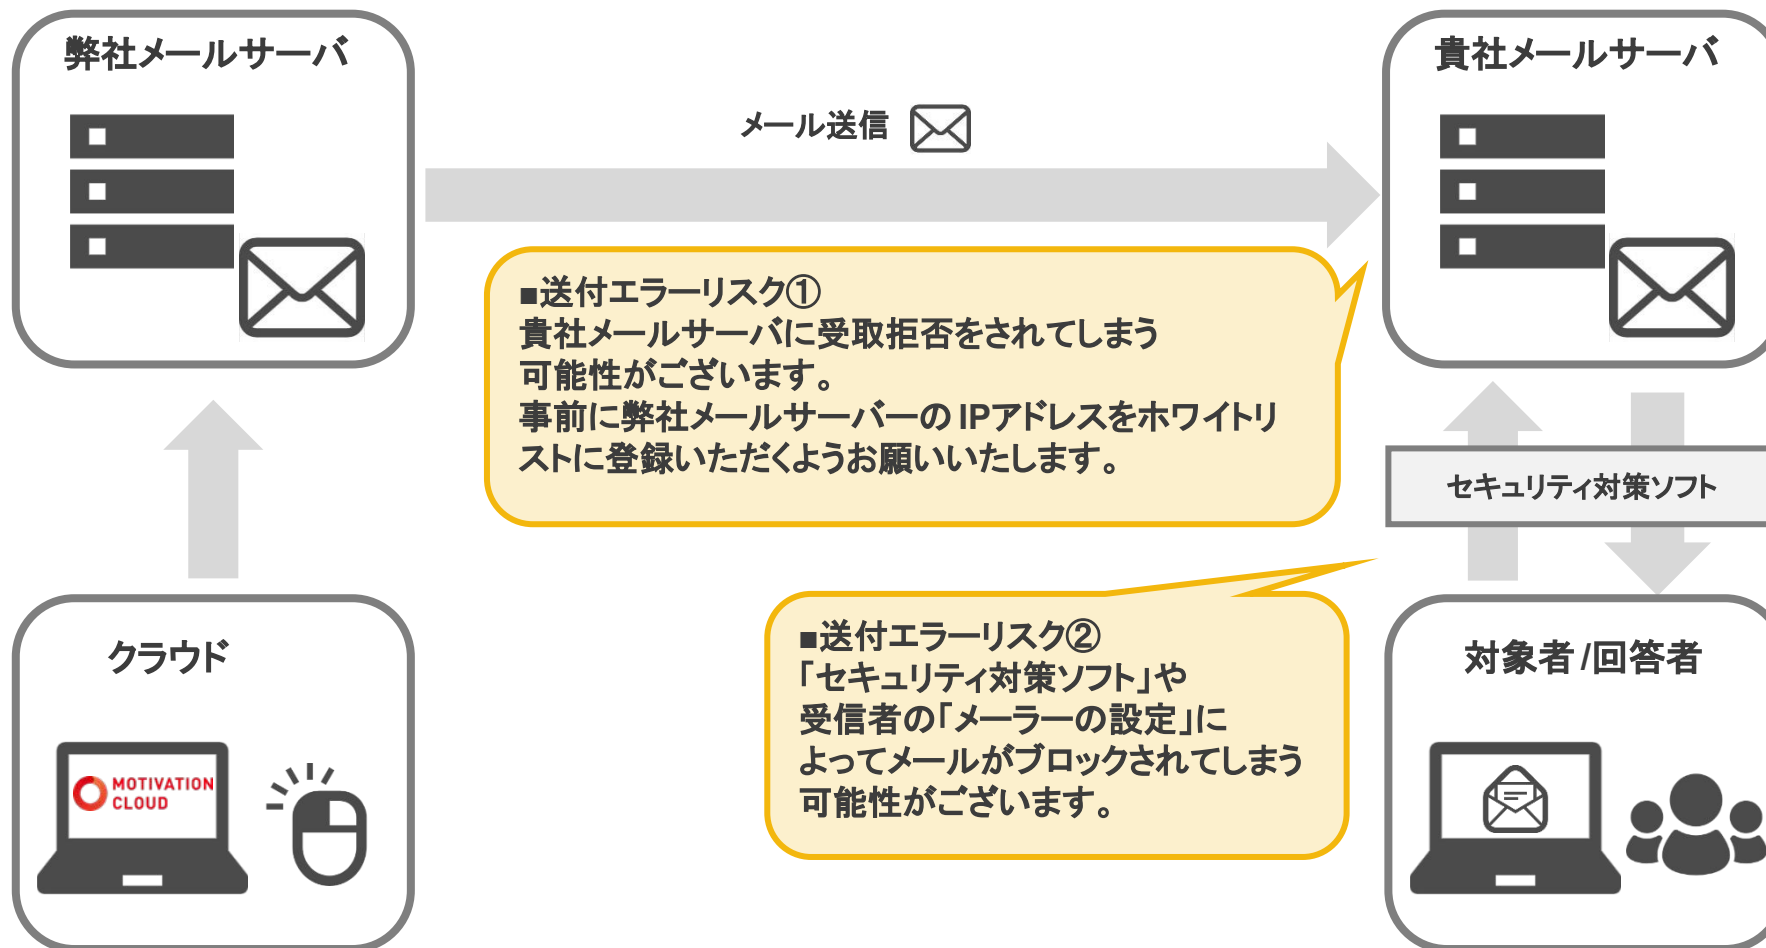 弊社メールサーバ
貴社メールサーバ
メール送信
■送付エラーリスク①
貴社メールサーバに受取拒否をされてしまう
可能性がございます。
事前に弊社メールサーバーのIPアドレスをホワイトリ
ストに登録いただくようお願いいたします。
セキュリティ対策ソフト
■送付エラーリスク②
「セキュリティ対策ソフト」や
受信者の「メーラーの設定」に
よってメールがブロックされてしまう
可能性がございます。
クラウド
MOTIVATION
CLOUD
対象者/回答者